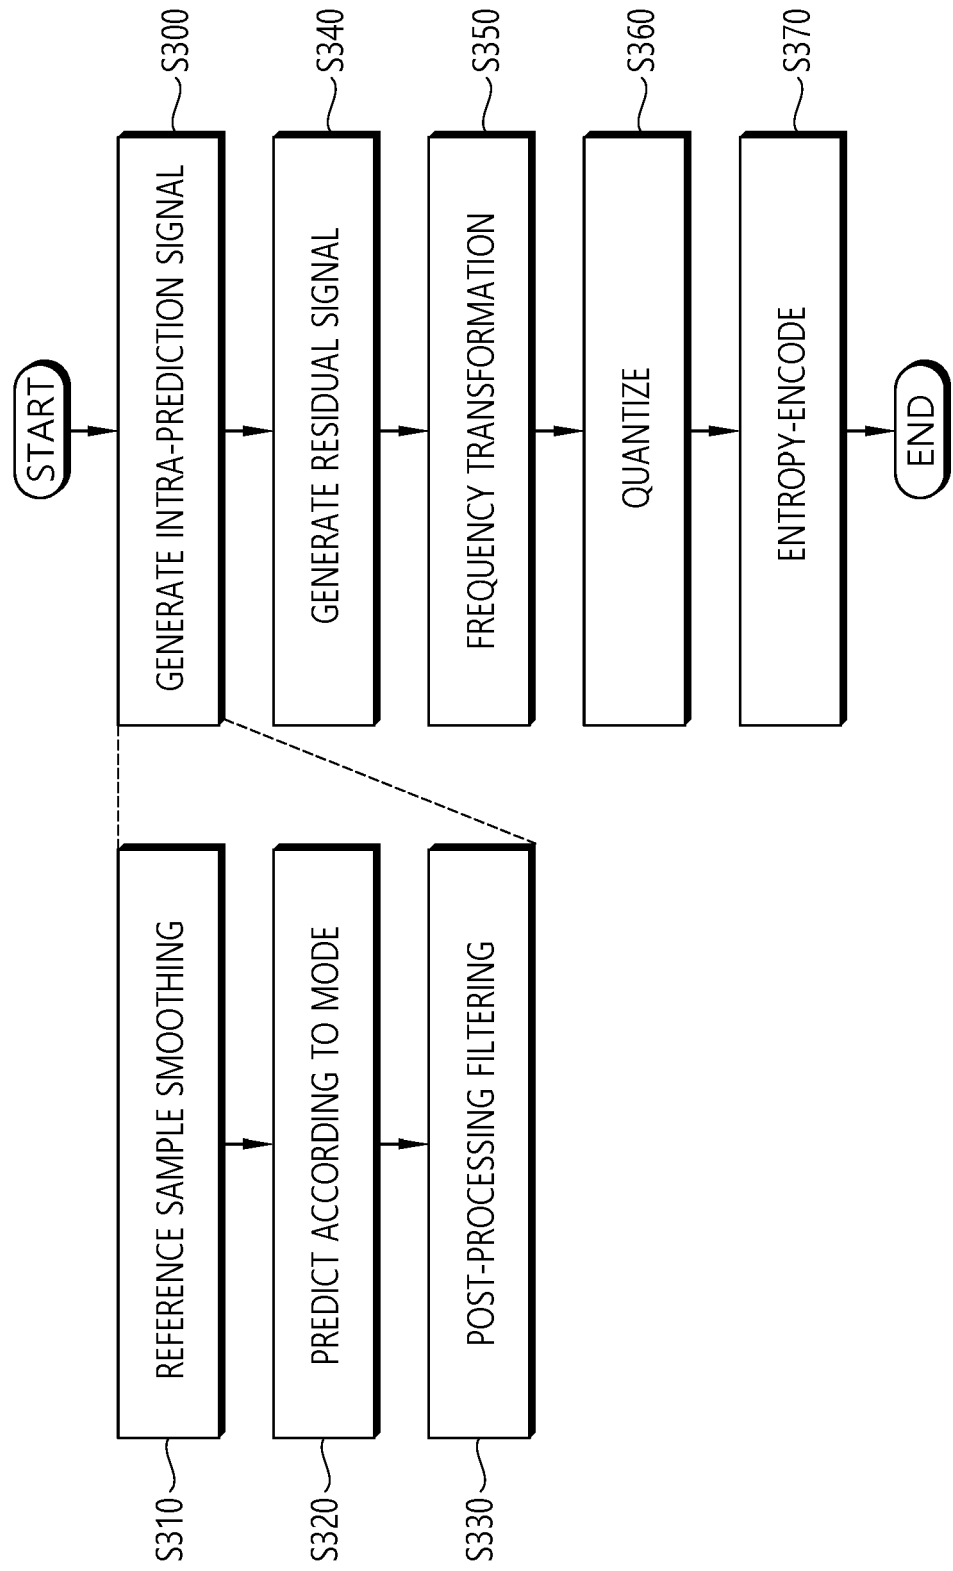 START
GENERATE INTRA-PREDICTION SIGNAL
S300
GENERATE RESIDUAL SIGNAL
S340
FREQUENCY TRANSFORMATION
S350
QUANTIZE
S360
ENTROPY-ENCODE
S370
END
S310
REFERENCE SAMPLE SMOOTHING
S320
PREDICT ACCORDING TO MODE
S330
POST-PROCESSING FILTERING